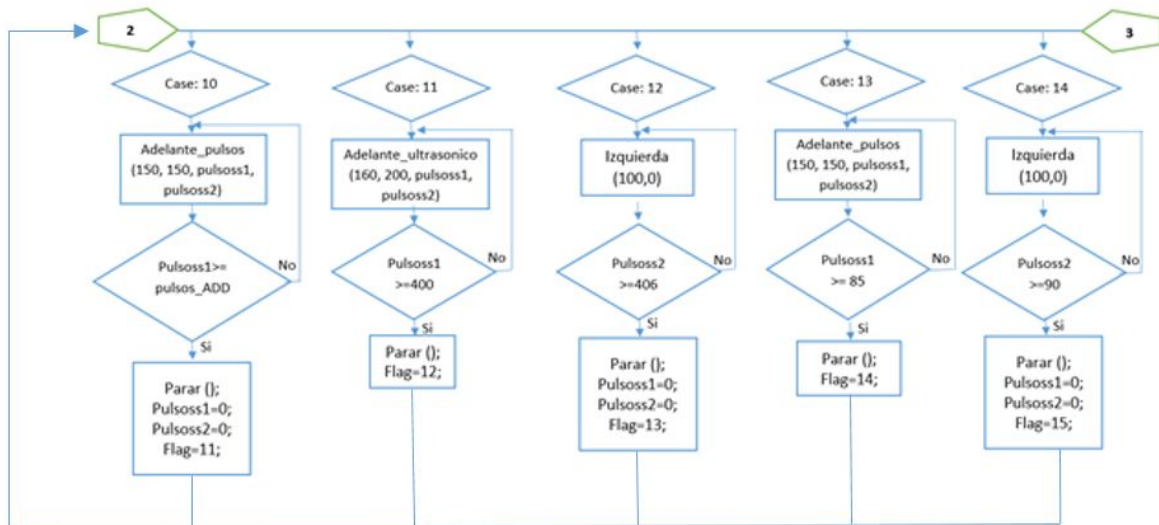 2
3
Case: 10
Adelante_pulsos
(150, 150, pulsoss1,
pulsoss2)
Pulsoss1>=
pulsos_ADD
No
Si
Parar ();
Pulsoss1=0;
Pulsoss2=0;
Flag=11;
Case: 11
Adelante_ultrasonico
(160, 200, pulsoss1,
pulsoss2)
Pulsoss1
>=400
No
Si
Parar ();
Flag=12;
Case: 12
Izquierda
(100,0)
Pulsoss2
>=406
No
Si
Parar ();
Pulsoss1=0;
Pulsoss2=0;
Flag=13;
Case: 13
Adelante_pulsos
(150, 150, pulsoss1,
pulsoss2)
Pulsoss1
>= 85
No
Si
Parar ();
Flag=14;
Case: 14
Izquierda
(100,0)
Pulsoss2
>=90
No
Si
Parar ();
Pulsoss1=0;
Pulsoss2=0;
Flag=15;